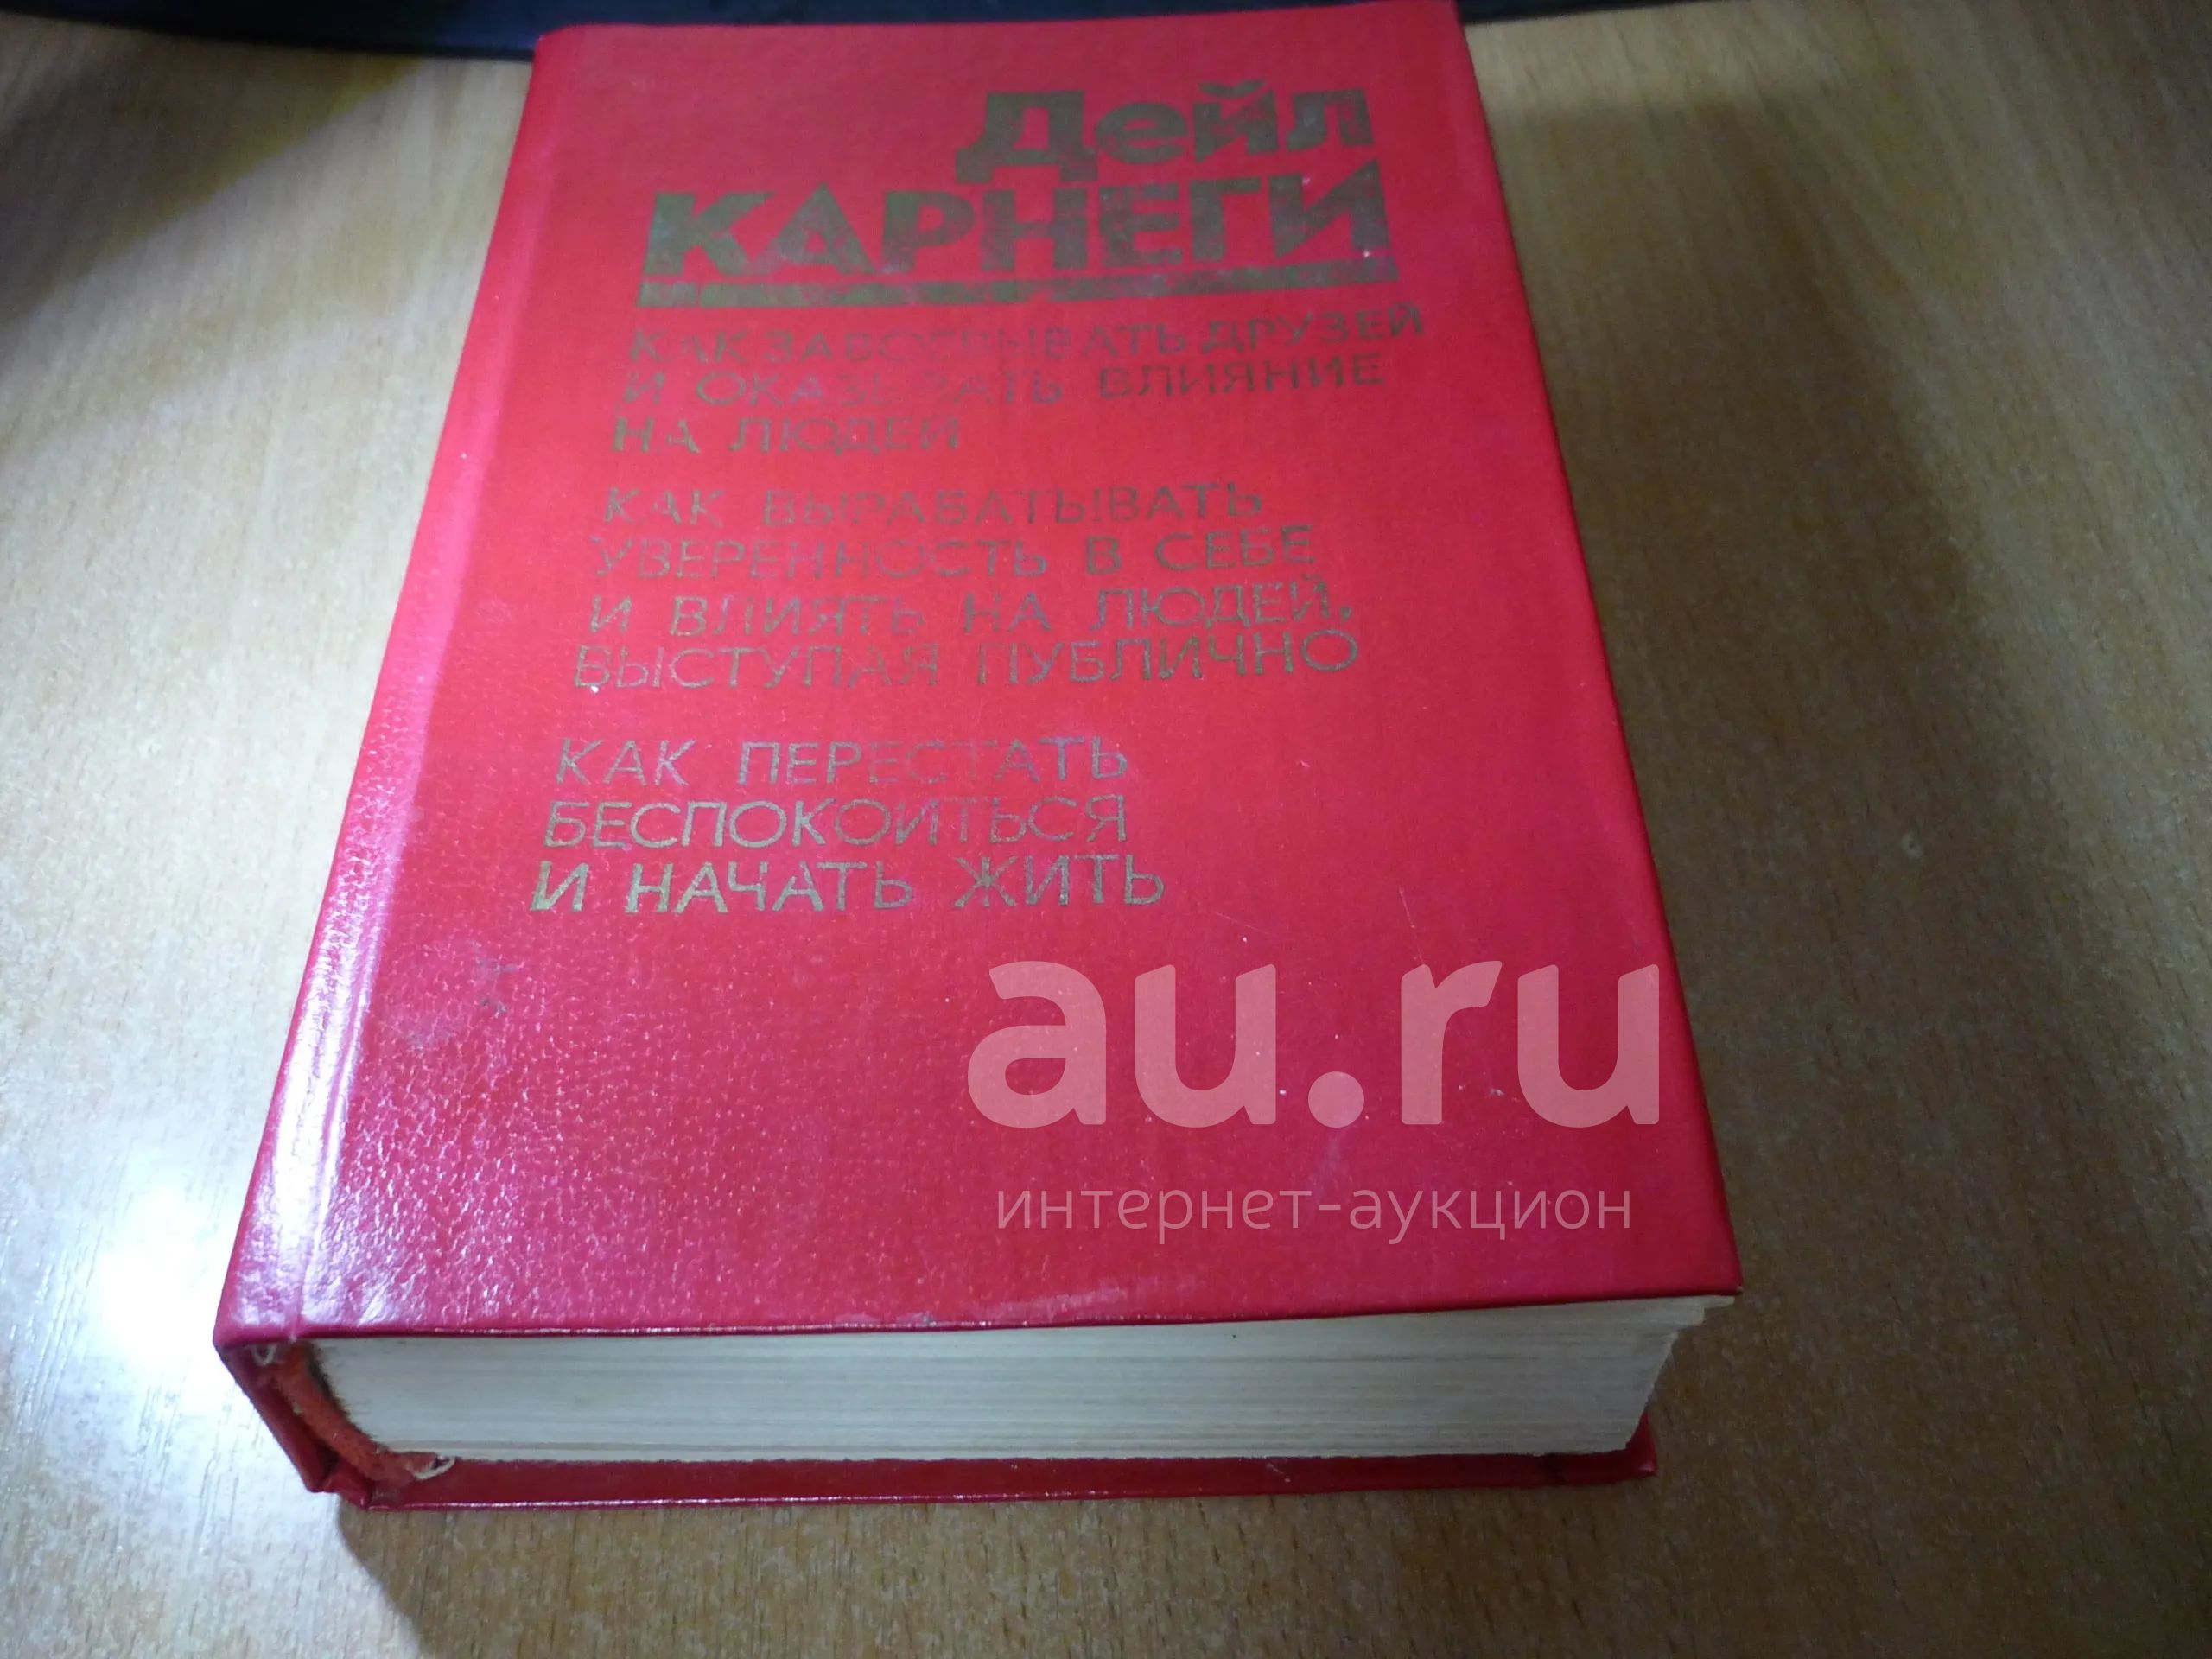 Дейл
КАРНЕГИ
КАК ЗАВОЕВЫВАТЬ ДРУЗЕЙ
И ОКАЗЫВАТЬ ВЛИЯНИЕ
НА ЛЮДЕЙ
КАК ВЫРАБАТЫВАТЬ
УВЕРЕННОСТЬ В СЕБЕ
И ВЛИЯТЬ НА ЛЮДЕЙ,
ВЫСТУПАЯ ПУБЛИЧНО
КАК ПЕРЕСТАТЬ
БЕСПОКОИТЬСЯ
И НАЧАТЬ ЖИТЬ
au.ru
интернет-аукцион